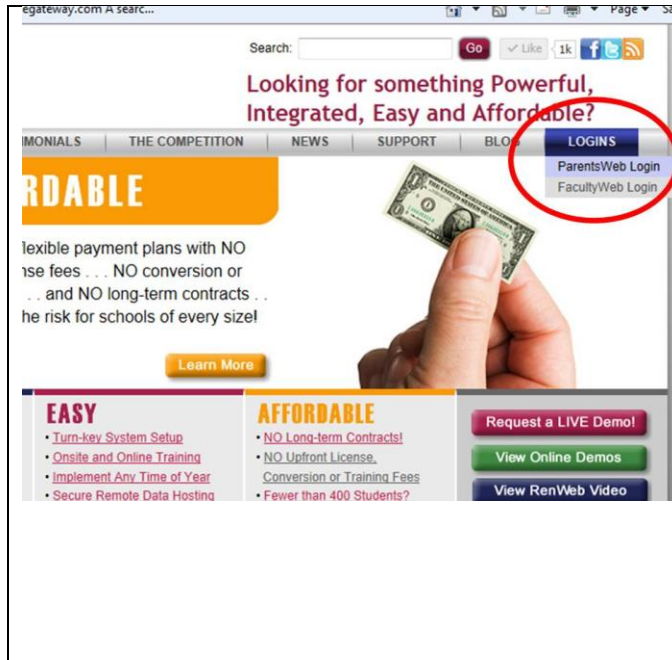 egateway.com A searc...
Page
Search:
Go
Like
1k
Looking for something Powerful,
Integrated, Easy and Affordable?
MONIALS | THE COMPETITION | NEWS | SUPPORT | BLOG | LOGINS
ParentsWeb Login
FacultyWeb Login
RDABLE
lexible payment plans with NO
nse fees . . . NO conversion or
. . and NO long-term contracts . .
he risk for schools of every size!
Learn More
EASY
• Turn-key System Setup
• Onsite and Online Training
• Implement Any Time of Year
• Secure Remote Data Hosting
AFFORDABLE
• NO Long-term Contracts!
• NO Upfront License,
Conversion or Training Fees
• Fewer than 400 Students?
Request a LIVE Demo!
View Online Demos
View RenWeb Video